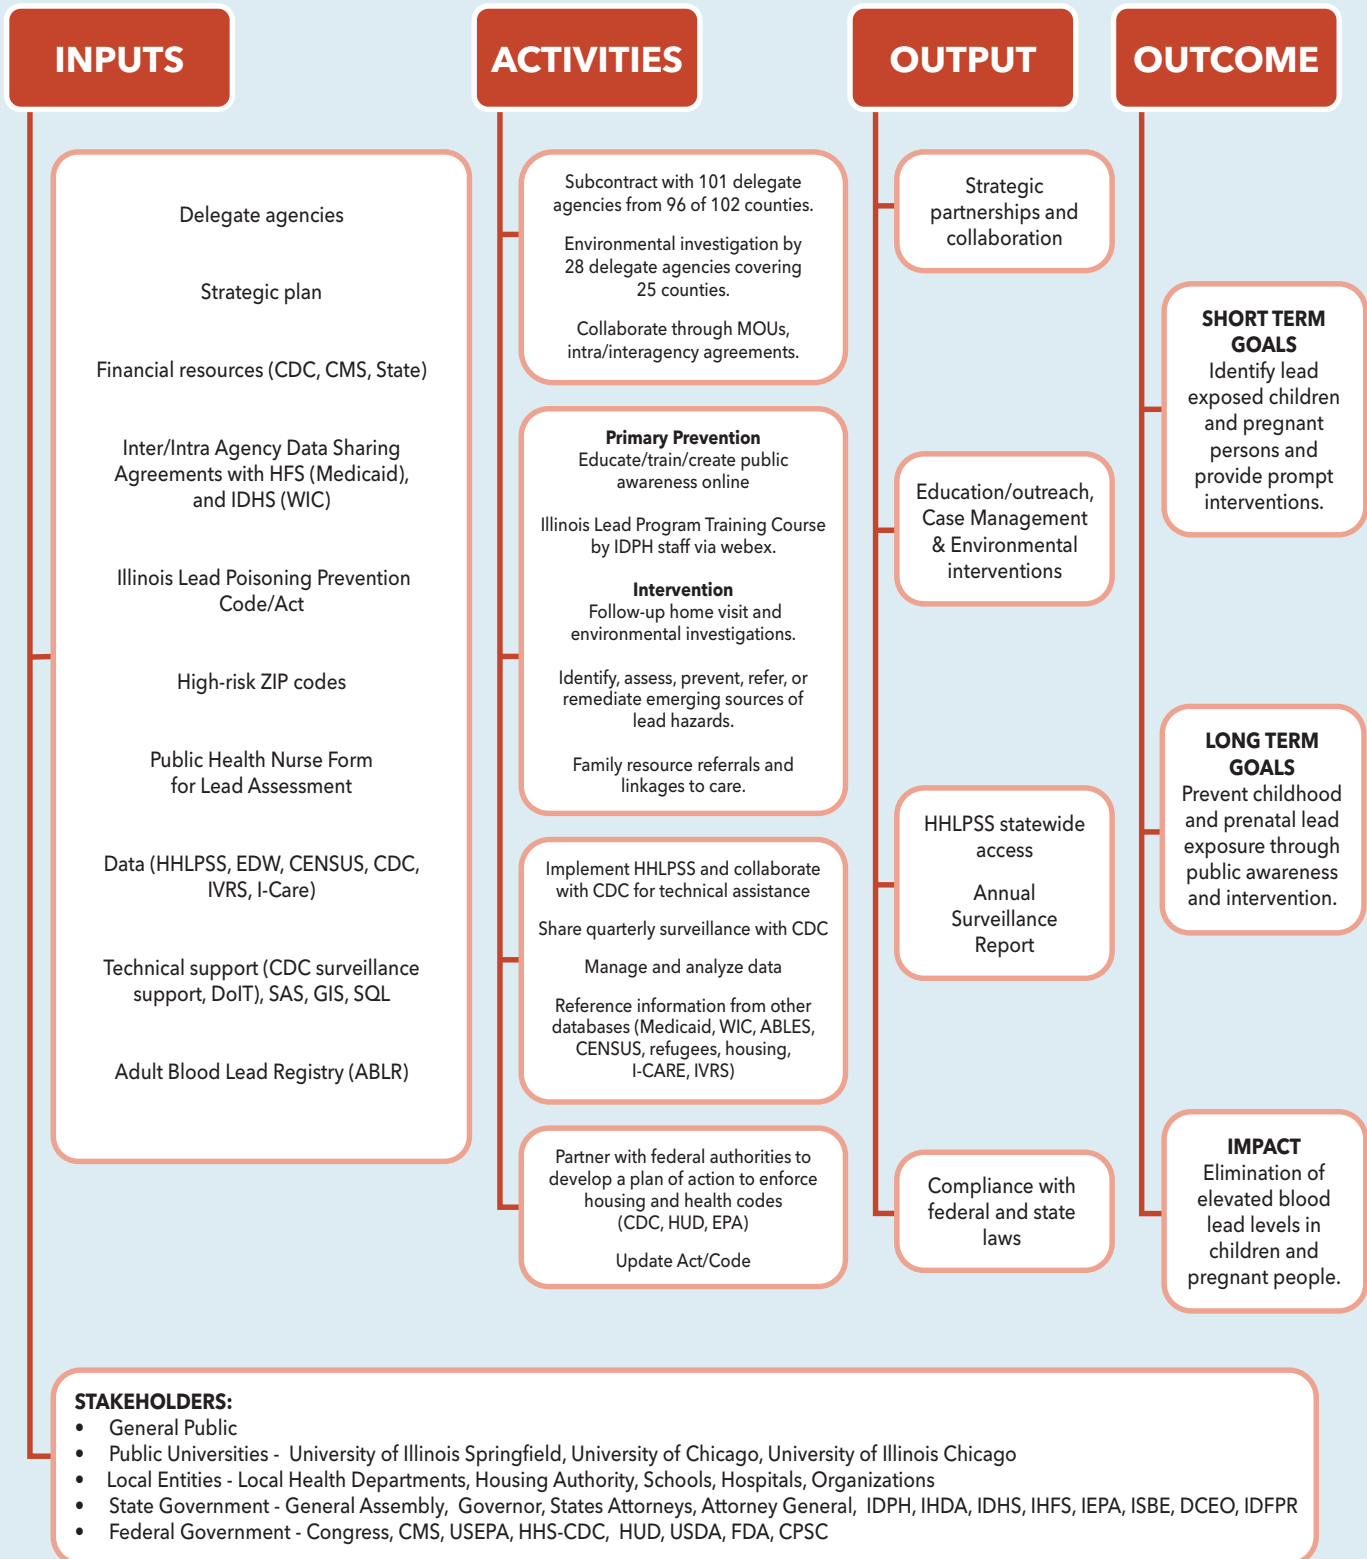 INPUTS
Delegate agencies
Strategic plan
Financial resources (CDC, CMS, State)
Inter/Intra Agency Data Sharing
Agreements with HFS (Medicaid),
and IDHS (WIC)
Illinois Lead Poisoning Prevention
Code/Act
High-risk ZIP codes
Public Health Nurse Form
for Lead Assessment
Data (HHLPSS, EDW, CENSUS, CDC,
IVRS, I-Care)
Technical support (CDC surveillance
support, DoIT), SAS, GIS, SQL
Adult Blood Lead Registry (ABLR)
ACTIVITIES
Subcontract with 101 delegate
agencies from 96 of 102 counties.
Environmental investigation by
28 delegate agencies covering
25 counties.
Collaborate through MOUs,
intra/interagency agreements.
Primary Prevention
Educate/train/create public
awareness online
Illinois Lead Program Training Course
by IDPH staff via webex.
Intervention
Follow-up home visit and
environmental investigations.
Identify, assess, prevent, refer, or
remediate emerging sources of
lead hazards.
Family resource referrals and
linkages to care.
Implement HHLPSS and collaborate
with CDC for technical assistance
Share quarterly surveillance with CDC
Manage and analyze data
Reference information from other
databases (Medicaid, WIC, ABLES,
CENSUS, refugees, housing,
I-CARE, IVRS)
Partner with federal authorities to
develop a plan of action to enforce
housing and health codes
(CDC, HUD, EPA)
Update Act/Code
OUTPUT
Strategic
partnerships and
collaboration
Education/outreach,
Case Management
& Environmental
interventions
HHLPSS statewide
access
Annual
Surveillance
Report
Compliance with
federal and state
laws
OUTCOME
SHORT TERM
GOALS
Identify lead
exposed children
and pregnant
persons and
provide prompt
interventions.
LONG TERM
GOALS
Prevent childhood
and prenatal lead
exposure through
public awareness
and intervention.
IMPACT
Elimination of
elevated blood
lead levels in
children and
pregnant people.
STAKEHOLDERS:
• General Public
• Public Universities - University of Illinois Springfield, University of Chicago, University of Illinois Chicago
• Local Entities - Local Health Departments, Housing Authority, Schools, Hospitals, Organizations
• State Government - General Assembly, Governor, States Attorneys, Attorney General, IDPH, IHDA, IDHS, IHFS, IEPA, ISBE, DCEO, IDFPR
• Federal Government - Congress, CMS, USEPA, HHS-CDC, HUD, USDA, FDA, CPSC